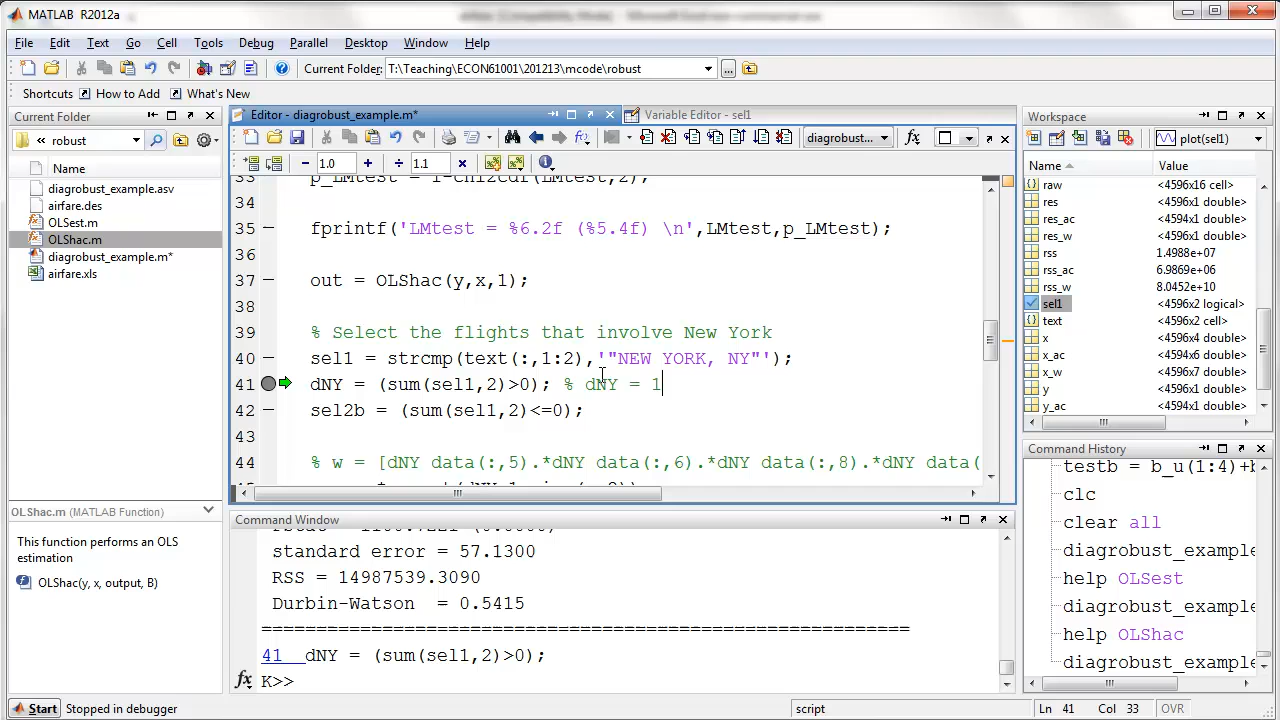 MATLAB R2012a
File Edit Text Go Cell Tools Debug Parallel Desktop Window Help
Current Folder: T:\Teaching\ECON61001\201213\mcode\robust ...
Shortcuts How to Add What's New
Current Folder
« robust
Name
diagrobust_example.asv
airfare.des
OLSest.m
OLShac.m
diagrobust_example.m*
airfare.xls
OLShac.m (MATLAB Function)
This function performs an OLS
estimation
OLShac(y, x, output, B)
Editor - diagrobust_example.m*
Variable Editor - sel1
diagrobust...
− 1.0 + ÷ 1.1 ×
33 p_LMtest = 1-chi2cdf(LMtest,2);
34
35 fprintf('LMtest = %6.2f (%5.4f) \n',LMtest,p_LMtest);
36
37 out = OLShac(y,x,1);
38
39 % Select the flights that involve New York
40 sel1 = strcmp(text(:,1:2),'"NEW YORK, NY"');
41 dNY = (sum(sel1,2)>0); % dNY = 1
42 sel2b = (sum(sel1,2)<=0);
43
44 % w = [dNY data(:,5).*dNY data(:,6).*dNY data(:,8).*dNY data(
Command Window
standard error = 57.1300
RSS = 14987539.3090
Durbin-Watson = 0.5415
===========================================================
41 dNY = (sum(sel1,2)>0);
fx K>>
Workspace
plot(sel1)
Name Value
raw <4596x16 cell>
res <4596x1 double>
res_ac <4594x1 double>
res_w <4596x1 double>
rss 1.4988e+07
rss_ac 6.9869e+06
rss_w 8.0452e+10
sel1 <4596x2 logical>
text <4596x2 cell>
x <4596x4 double>
x_ac <4594x6 double>
x_w <4596x7 double>
y <4596x1 double>
y_ac <4594x1 double>
Command History
testb = b_u(1:4)+b
clc
clear all
diagrobust_example
help OLSest
diagrobust_example
help OLShac
diagrobust_example
Start Stopped in debugger script Ln 41 Col 33 OVR